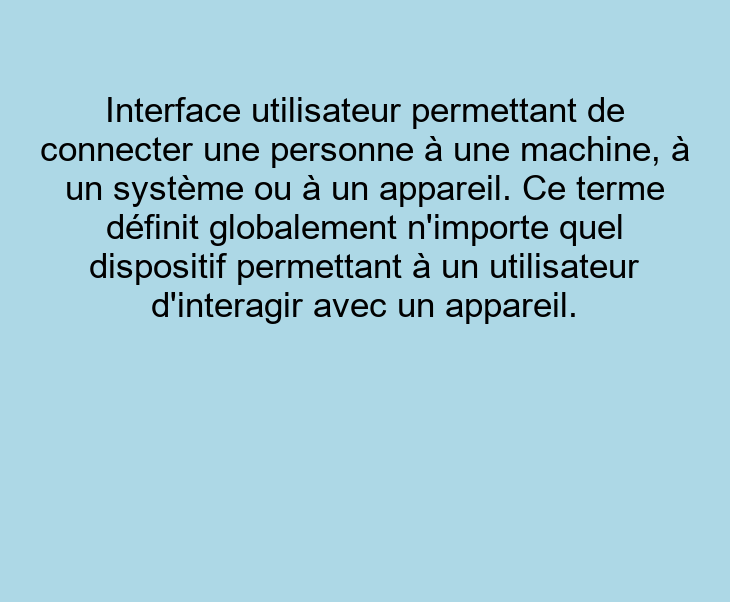 Interface utilisateur permettant de
connecter une personne à une machine, à
un système ou à un appareil. Ce terme
définit globalement n'importe quel
dispositif permettant à un utilisateur
d'interagir avec un appareil.